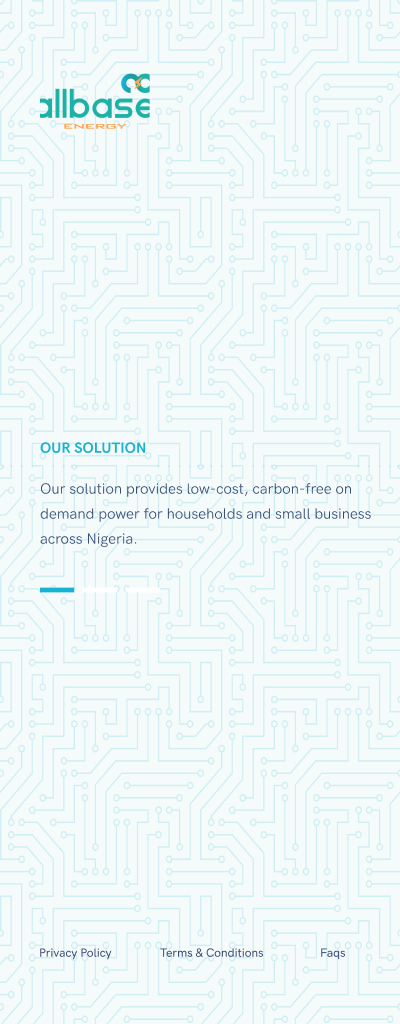 allbase
ENERGY
OUR SOLUTION
Our solution provides low-cost, carbon-free on
demand power for households and small business
across Nigeria.
Privacy Policy Terms & Conditions Faqs